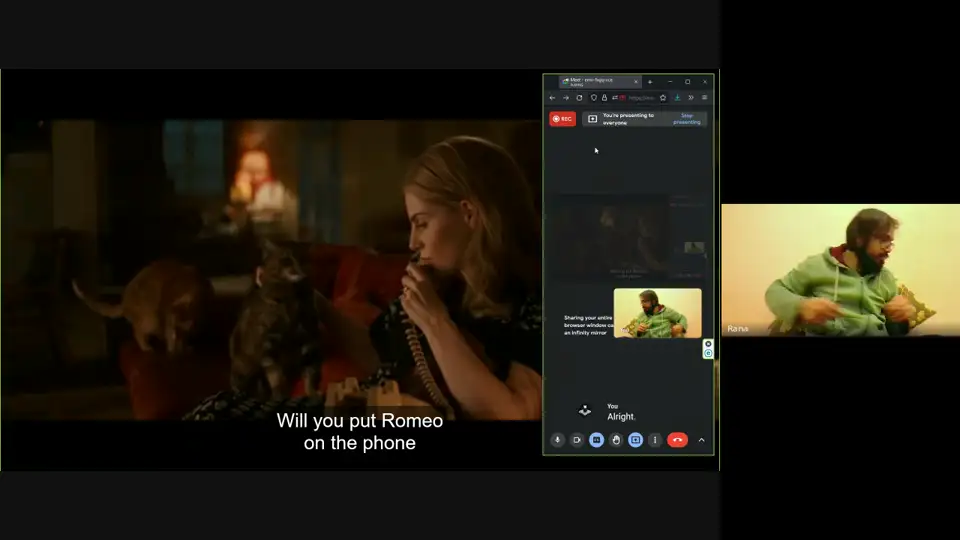 Will you put Romeo
on the phone
REC
You're presenting to
everyone
Stop
presenting
Sharing your entire
browser window ca
an infinity mirror
You
Alright.
Rana